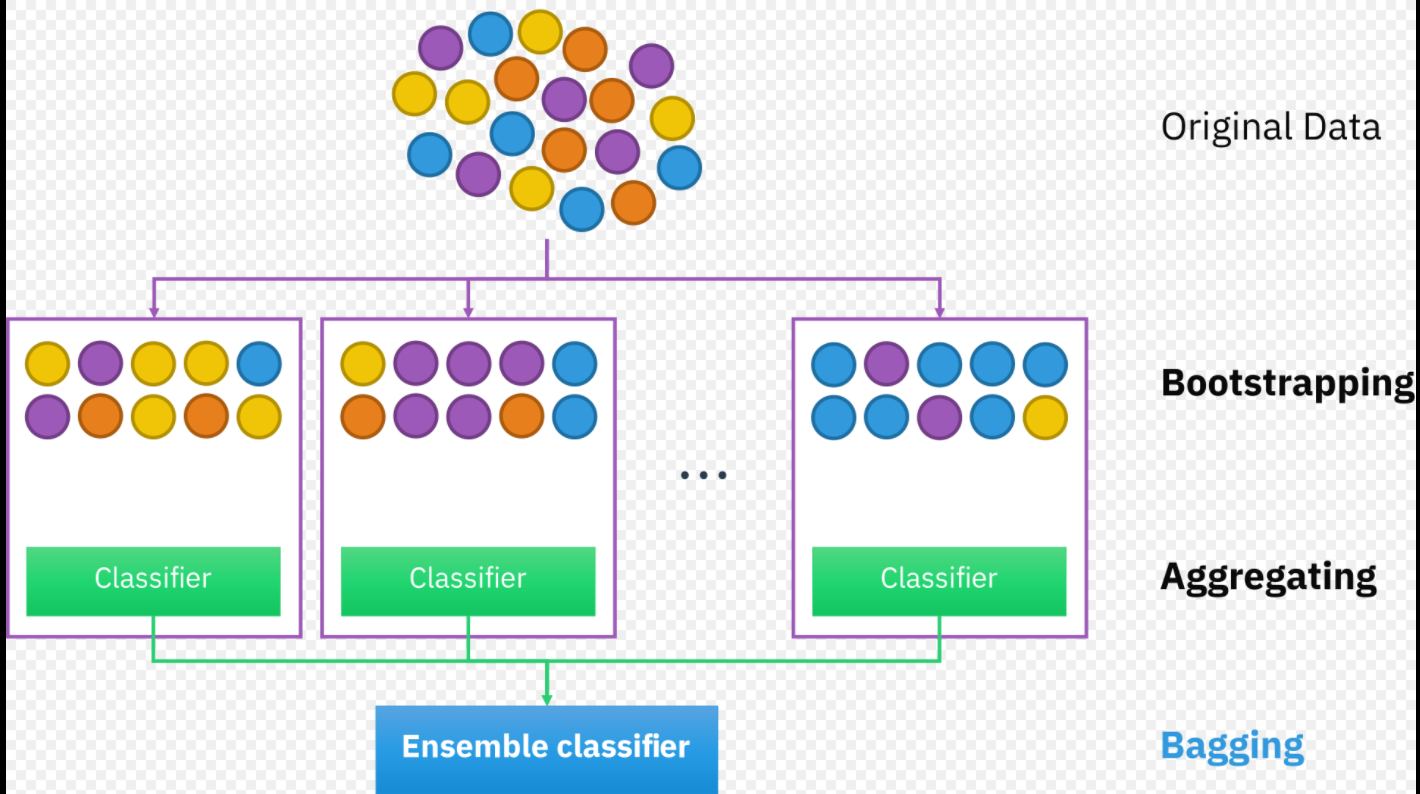 Original Data
Bootstrapping
...
Classifier
Classifier
Classifier
Aggregating
Ensemble classifier
Bagging